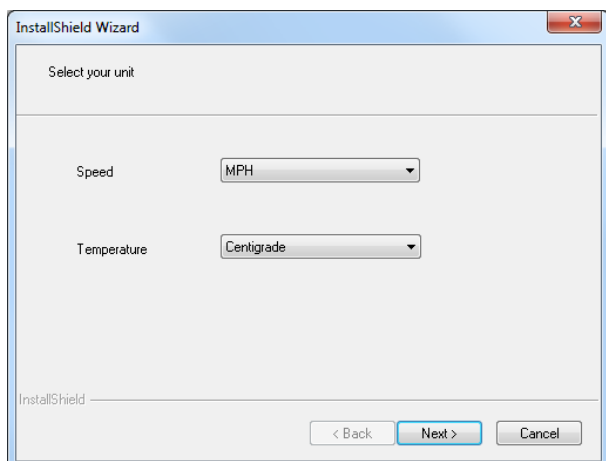 InstallShield Wizard
Select your unit
Speed MPH
Temperature Centigrade
InstallShield
< Back Next > Cancel